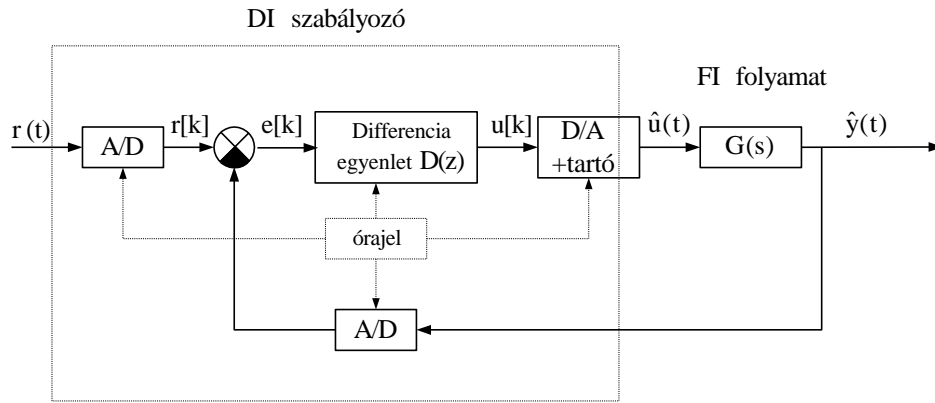 DI szabályozó
FI folyamat
r(t)
A/D
r[k]
e[k]
Differencia
egyenlet D(z)
u[k]
D/A
+tartó
û(t)
G(s)
ŷ(t)
órajel
A/D